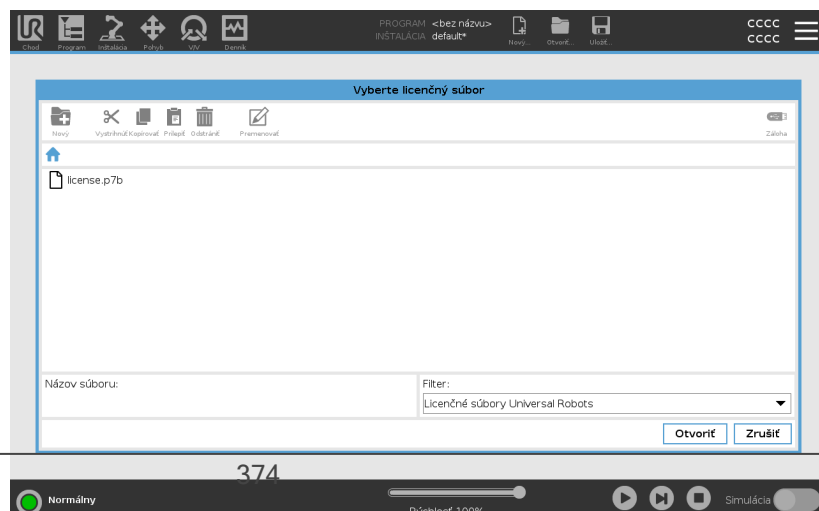 PROGRAM <bez názvu>
INŠTALÁCIA default*
CCCC
CCCC
Chod Program Inštalácia Pohyb V/V Denník Nový... Otvoriť... Uložiť...
Vyberte licenčný súbor
Nový Vystrihnúť Kopírovať Prilepiť Odstrániť Premenovať Záloha
license.p7b
Názov súboru:
Filter:
Licenčné súbory Universal Robots
Otvoriť Zrušiť
374
Normálny
Rýchlosť 100%
Simulácia